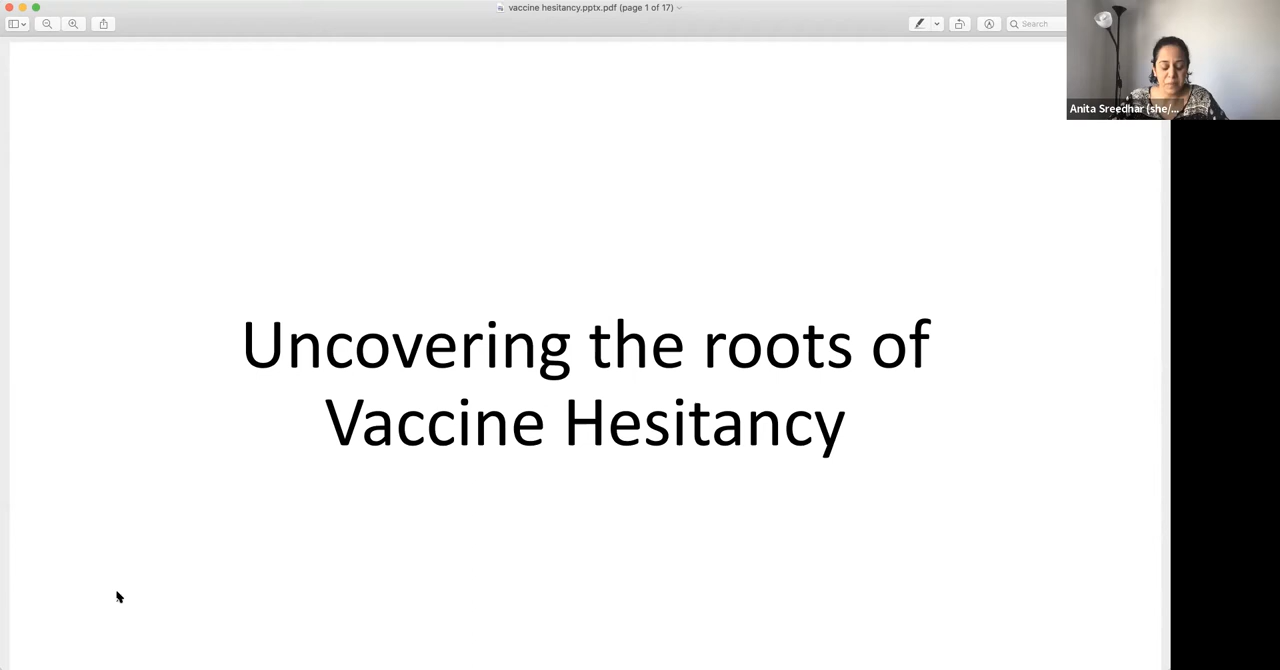 vaccine hesitancy.pptx.pdf (page 1 of 17)
Search
Anita Sreedhar (she/...
Uncovering the roots of
Vaccine Hesitancy